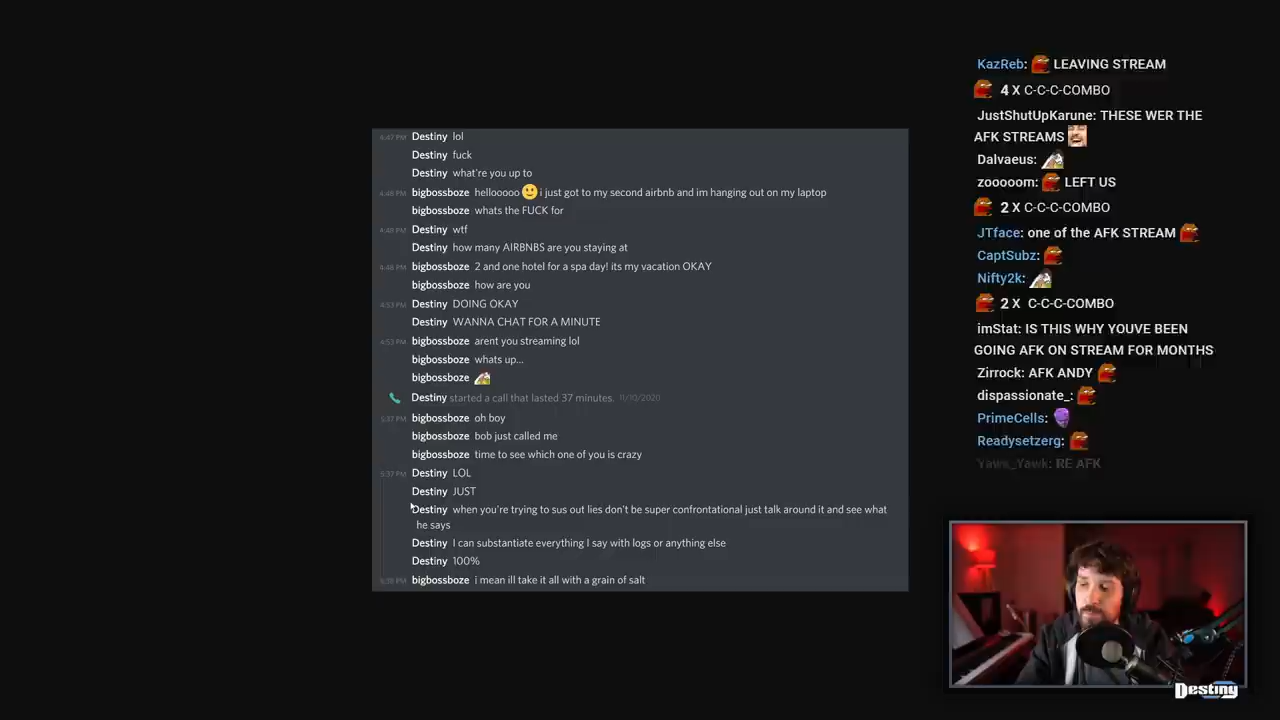 4:47 PM Destiny lol
Destiny fuck
Destiny what're you up to
4:48 PM bigbossboze hellooooo i just got to my second airbnb and im hanging out on my laptop
bigbossboze whats the FUCK for
4:48 PM Destiny wtf
Destiny how many AIRBNBS are you staying at
4:48 PM bigbossboze 2 and one hotel for a spa day! its my vacation OKAY
bigbossboze how are you
4:53 PM Destiny DOING OKAY
Destiny WANNA CHAT FOR A MINUTE
4:53 PM bigbossboze arent you streaming lol
bigbossboze whats up...
bigbossboze
Destiny started a call that lasted 37 minutes. 11/10/2020
5:37 PM bigbossboze oh boy
bigbossboze bob just called me
bigbossboze time to see which one of you is crazy
5:37 PM Destiny LOL
Destiny JUST
Destiny when you're trying to sus out lies don't be super confrontational just talk around it and see what
he says
Destiny I can substantiate everything I say with logs or anything else
Destiny 100%
bigbossboze i mean ill take it all with a grain of salt
KazReb: LEAVING STREAM
4 X C-C-C-COMBO
JustShutUpKarune: THESE WER THE
AFK STREAMS
Dalvaeus:
zooooom: LEFT US
2 X C-C-C-COMBO
JTface: one of the AFK STREAM
CaptSubz:
Nifty2k:
2 X C-C-C-COMBO
imStat: IS THIS WHY YOUVE BEEN
GOING AFK ON STREAM FOR MONTHS
Zirrock: AFK ANDY
dispassionate_:
PrimeCells:
Readysetzerg:
Yawk_Yawk: RE AFK
Destiny